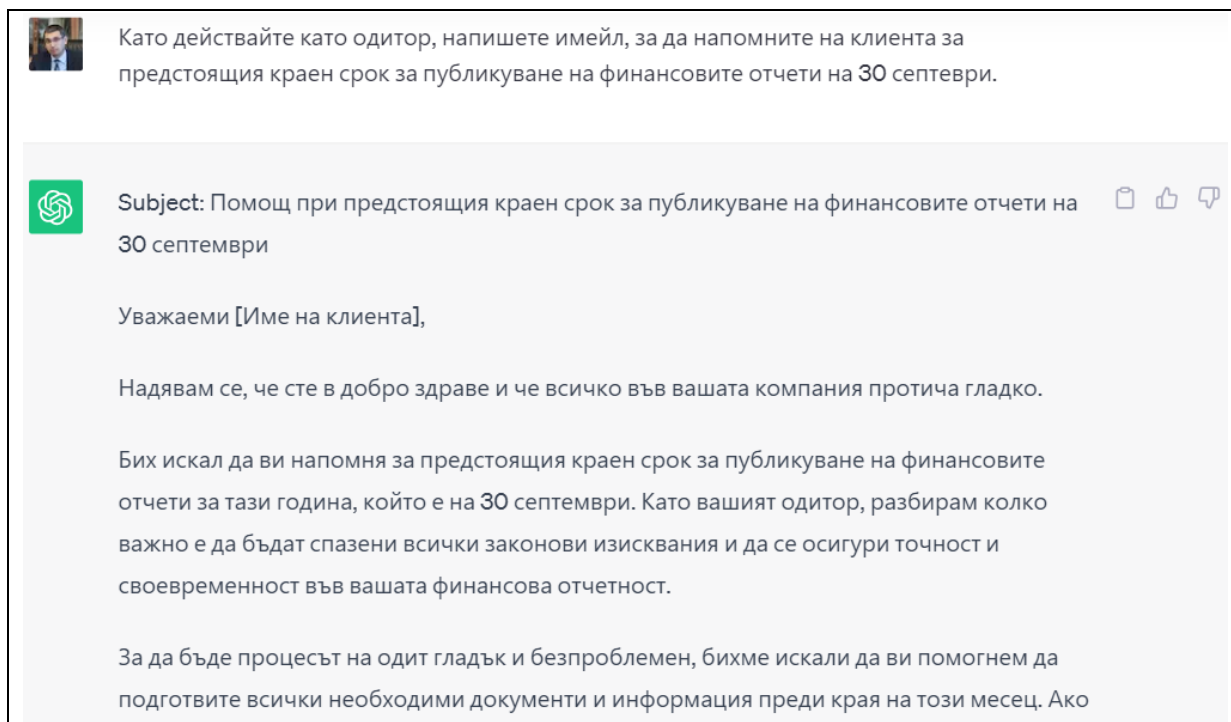 Като действайте като одитор, напишете имейл, за да напомните на клиента за
предстоящия краен срок за публикуване на финансовите отчети на 30 септеври.
Subject: Помощ при предстоящия краен срок за публикуване на финансовите отчети на
30 септември
Уважаеми [Име на клиента],
Надявам се, че сте в добро здраве и че всичко във вашата компания протича гладко.
Бих искал да ви напомня за предстоящия краен срок за публикуване на финансовите
отчети за тази година, който е на 30 септември. Като вашият одитор, разбирам колко
важно е да бъдат спазени всички законови изисквания и да се осигури точност и
своевременност във вашата финансова отчетност.
За да бъде процесът на одит гладък и безпроблемен, бихме искали да ви помогнем да
подготвите всички необходими документи и информация преди края на този месец. Ако